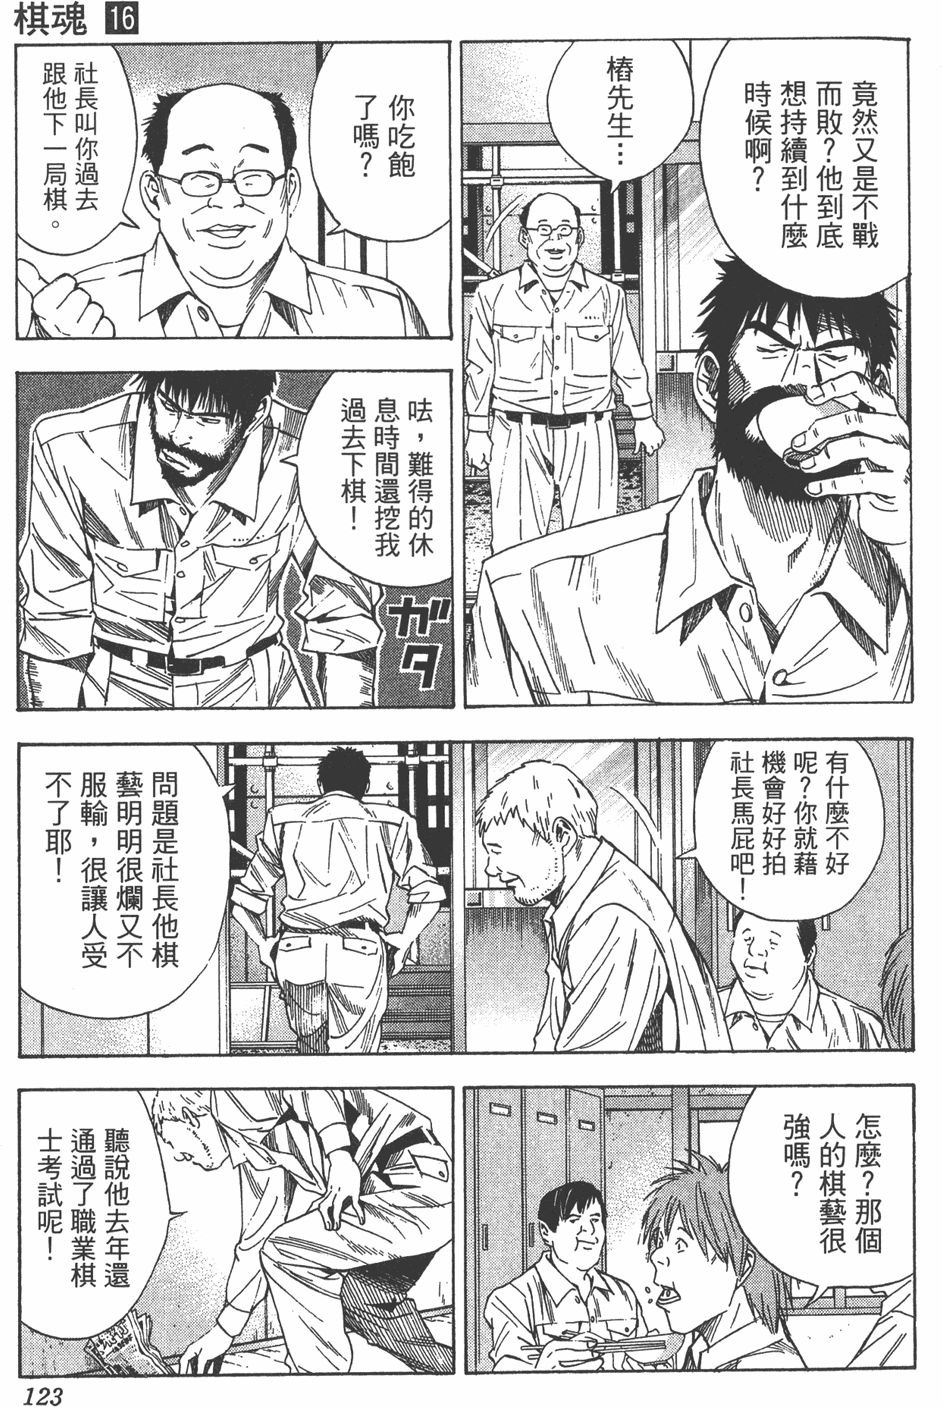 棋魂 16
竟然又是不戰
而敗？他到底
想持續到什麼
時候啊？
樁先生…
你吃飽
了嗎？
社長叫你過去
跟他下一局棋。
呿，難得的休
息時間還挖我
過去下棋！
ガタ
有什麼不好
呢？你就藉
機會好好拍
社長馬屁吧！
問題是社長他棋
藝明明很爛又不
服輸，很讓人受
不了耶！
怎麼？那個
人的棋藝很
強嗎？
聽說他去年還
通過了職業棋
士考試呢！
123